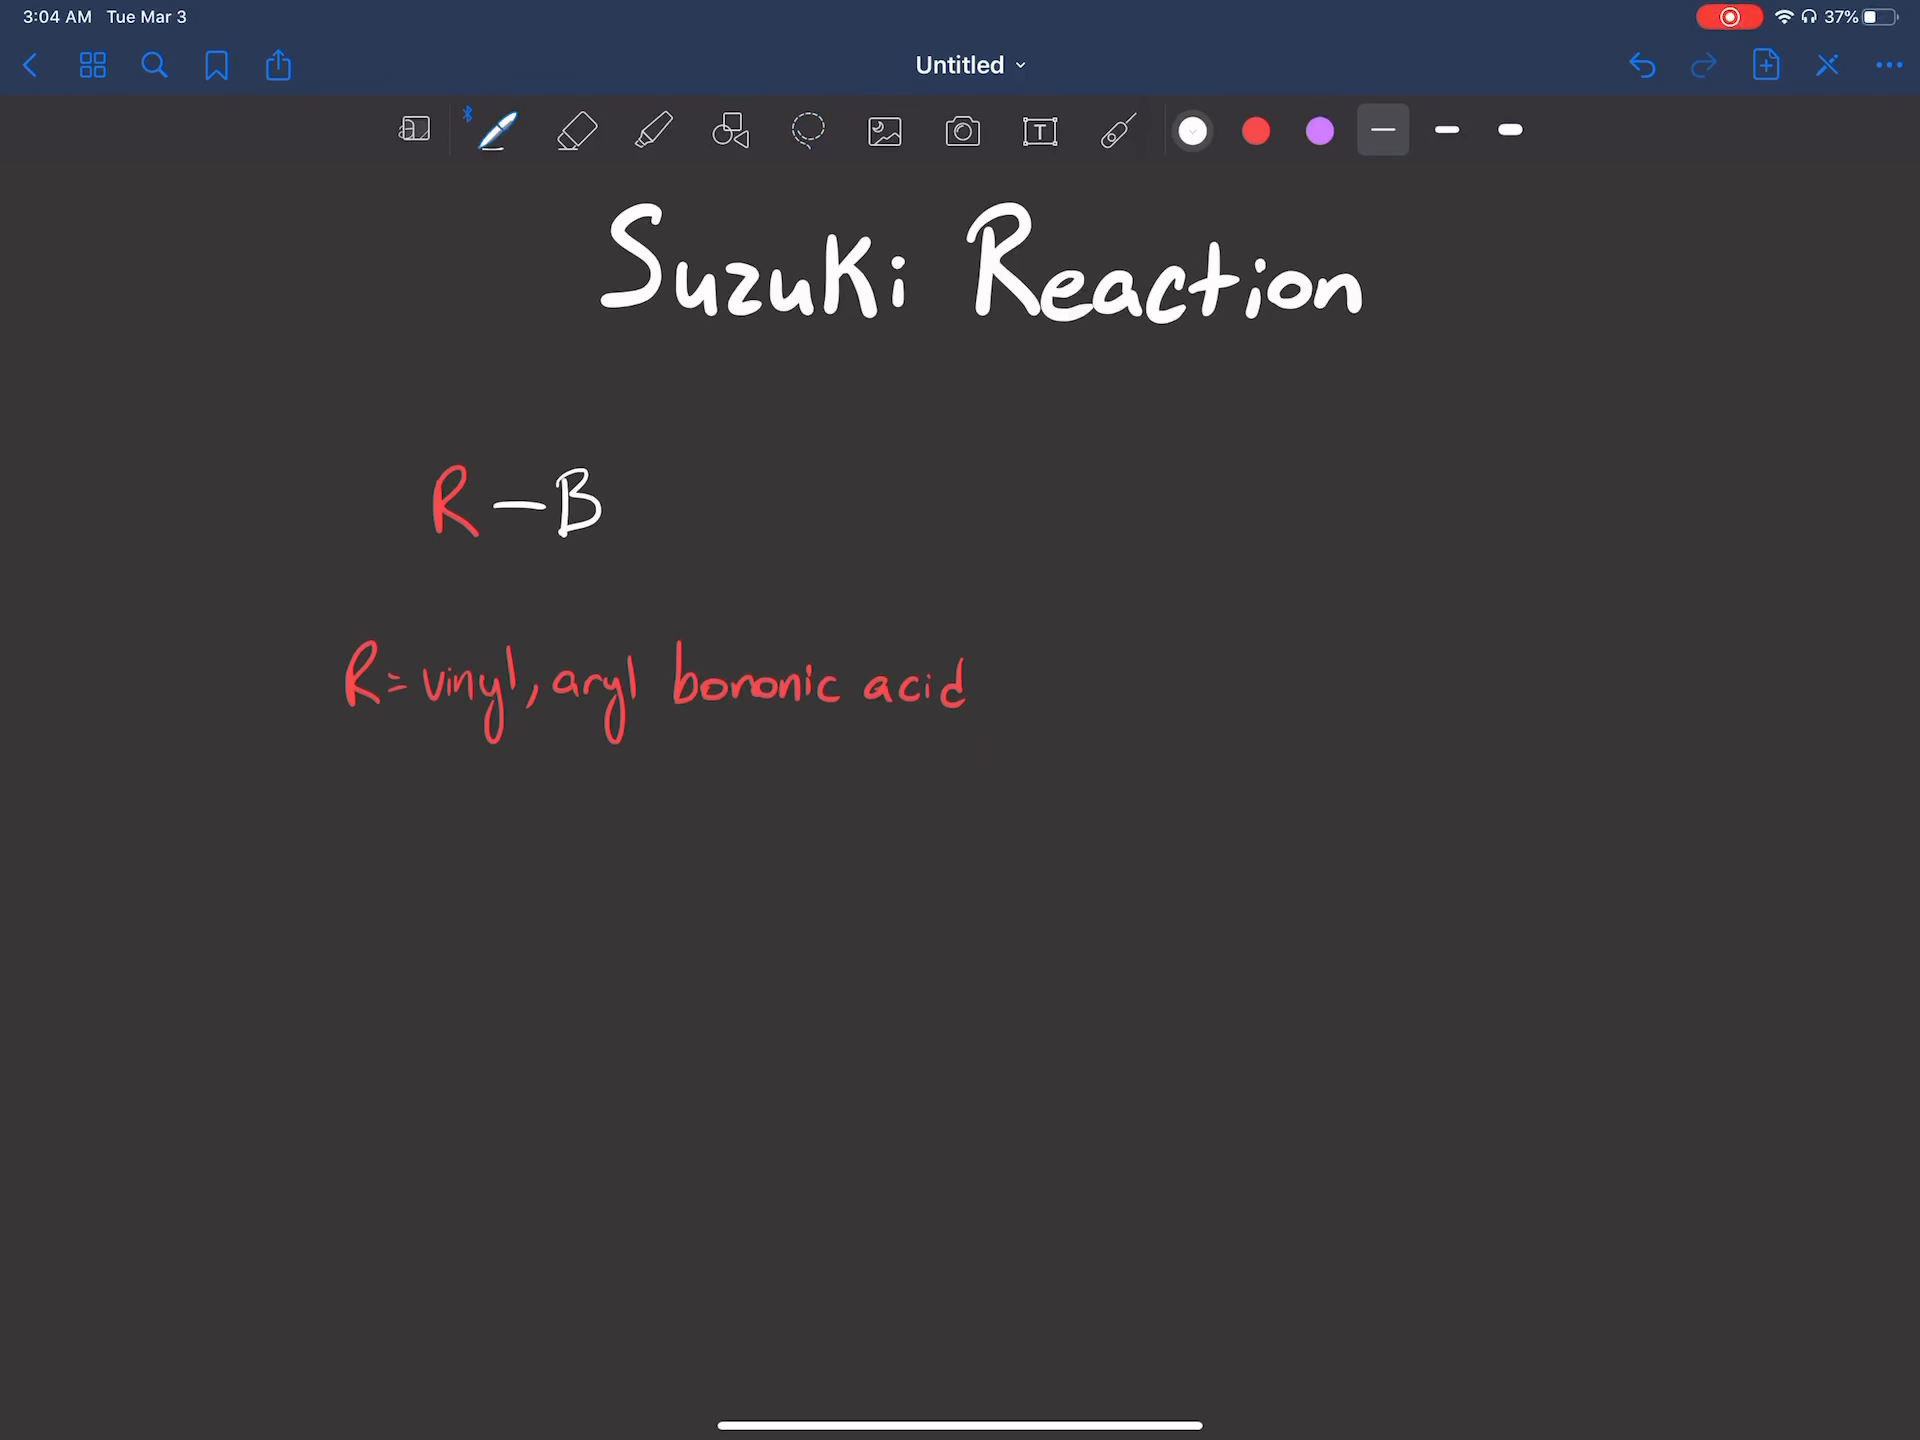 3:04 AM Tue Mar 3
37%
Untitled
T
Suzuki Reaction
R-B
R= vinyl, aryl boronic acid